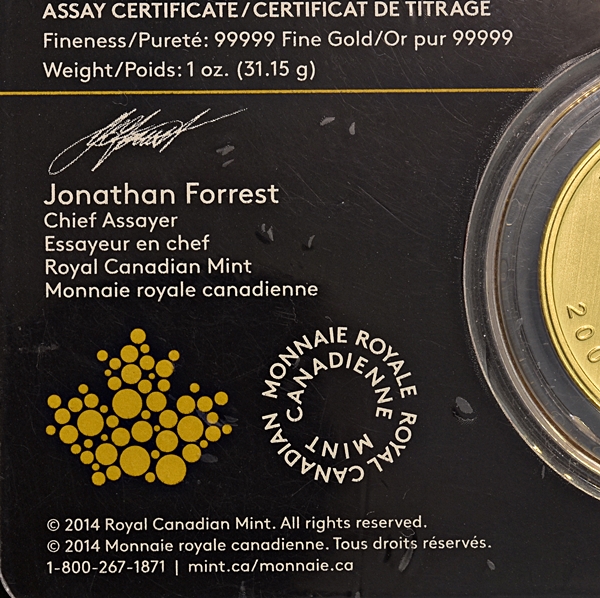 ASSAY CERTIFICATE/CERTIFICAT DE TITRAGE
Fineness/Pureté: 99999 Fine Gold/Or pur 99999
Weight/Poids: 1 oz. (31.15 g)
Jonathan Forrest
Chief Assayer
Essayeur en chef
Royal Canadian Mint
Monnaie royale canadienne
MONNAIE ROYALE CANADIENNE
ROYAL CANADIAN MINT
200
© 2014 Royal Canadian Mint. All rights reserved.
© 2014 Monnaie royale canadienne. Tous droits réservés.
1-800-267-1871 | mint.ca/monnaie.ca